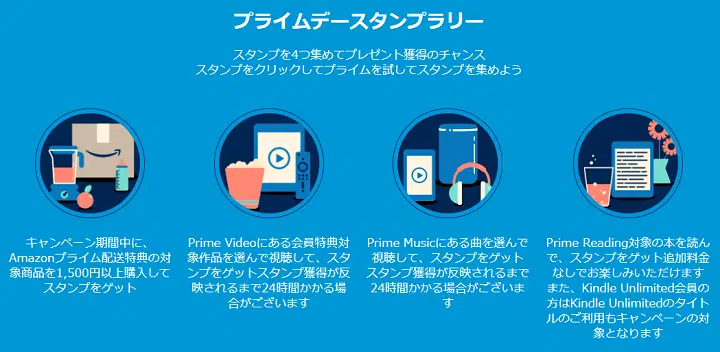 プライムデースタンプラリー
スタンプを4つ集めてプレゼント獲得のチャンス
スタンプをクリックしてプライムを試してスタンプを集めよう
キャンペーン期間中に、
Amazonプライム配送特典の対
象商品を1,500円以上購入して
スタンプをゲット
Prime Videoにある会員特典対
象作品を選んで視聴して、スタ
ンプをゲットスタンプ獲得が反
映されるまで24時間かかる場
合がございます
Prime Musicにある曲を選んで
視聴して、スタンプをゲット
スタンプ獲得が反映されるまで
24時間かかる場合がございま
す
Prime Reading対象の本を読ん
で、スタンプをゲット追加料金
なしでお楽しみいただけます
また、Kindle Unlimited会員の
方はKindle Unlimitedのタイト
ルのご利用もキャンペーンの対
象となります